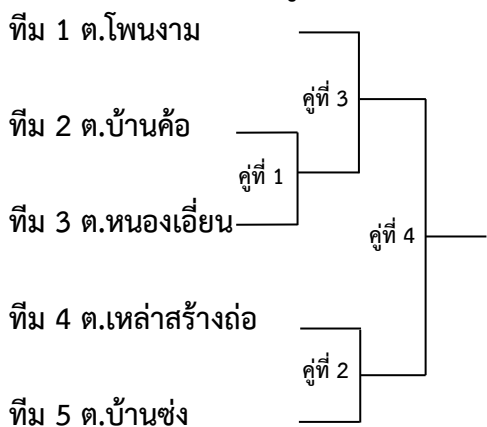 ทีม 1 ต.โพนงาม
คู่ที่ 3
ทีม 2 ต.บ้านค้อ
คู่ที่ 1
ทีม 3 ต.หนองเอี่ยน
คู่ที่ 4
ทีม 4 ต.เหล่าสร้างถ่อ
คู่ที่ 2
ทีม 5 ต.บ้านซ่ง